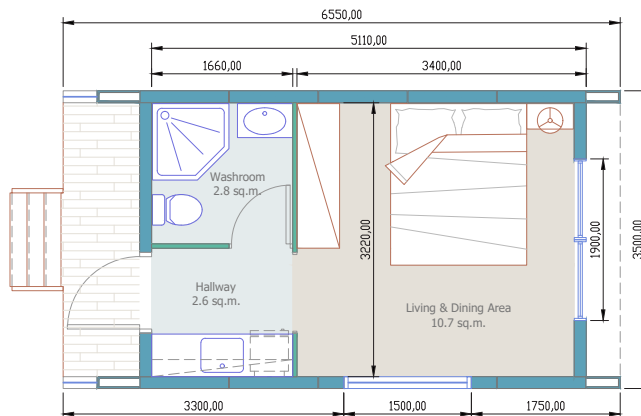 6550,00
5110,00
1660,00
3400,00
Washroom
2.8 sq.m.
3220,00
1900,00
3500,00
Hallway
2.6 sq.m.
Living & Dining Area
10.7 sq.m.
3300,00
1500,00
1750,00